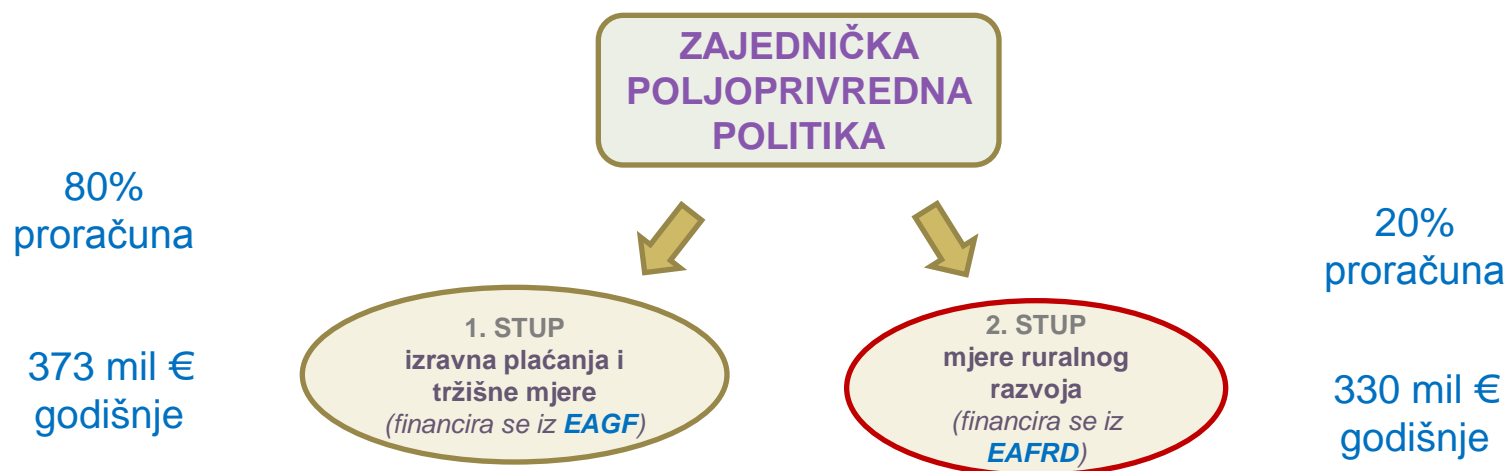 ZAJEDNIČKA
POLJOPRIVREDNA
POLITIKA
80%
proračuna
373 mil €
godišnje
1. STUP
izravna plaćanja i
tržišne mjere
(financira se iz EAGF)
2. STUP
mjere ruralnog
razvoja
(financira se iz
EAFRD)
20%
proračuna
330 mil €
godišnje